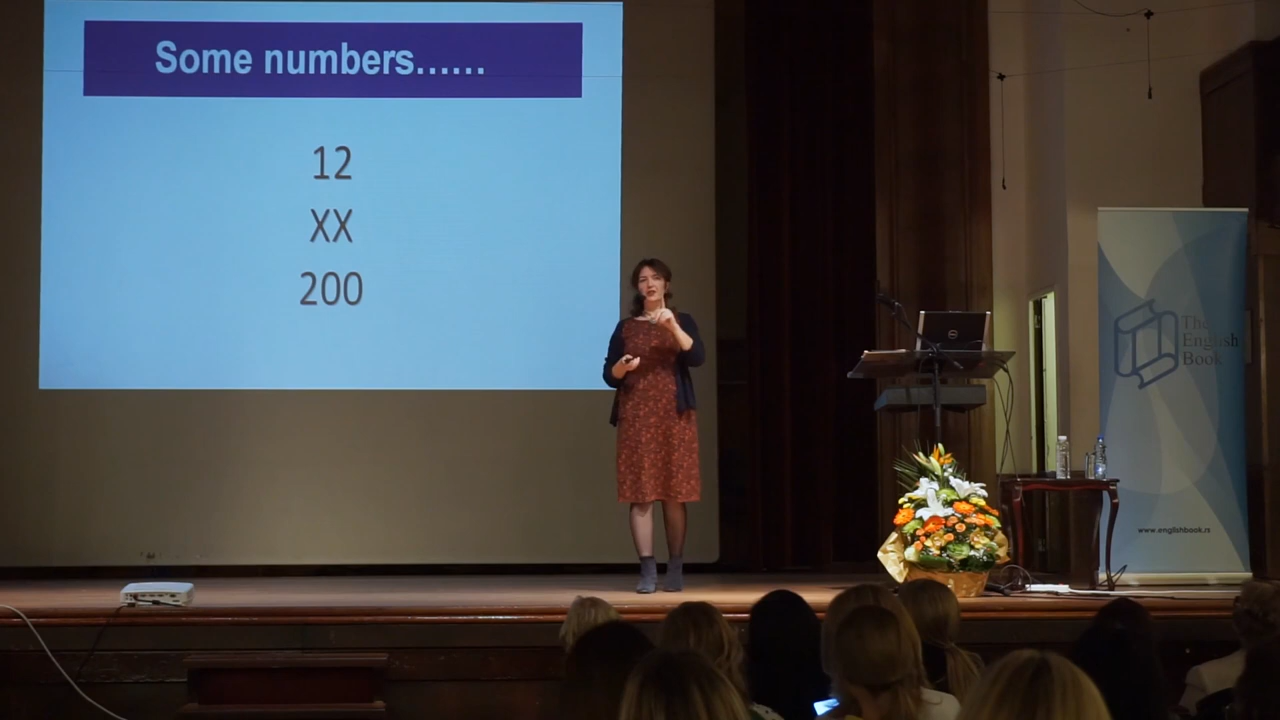 Some numbers......
12
XX
200
The
English
Book
www.englishbook.rs